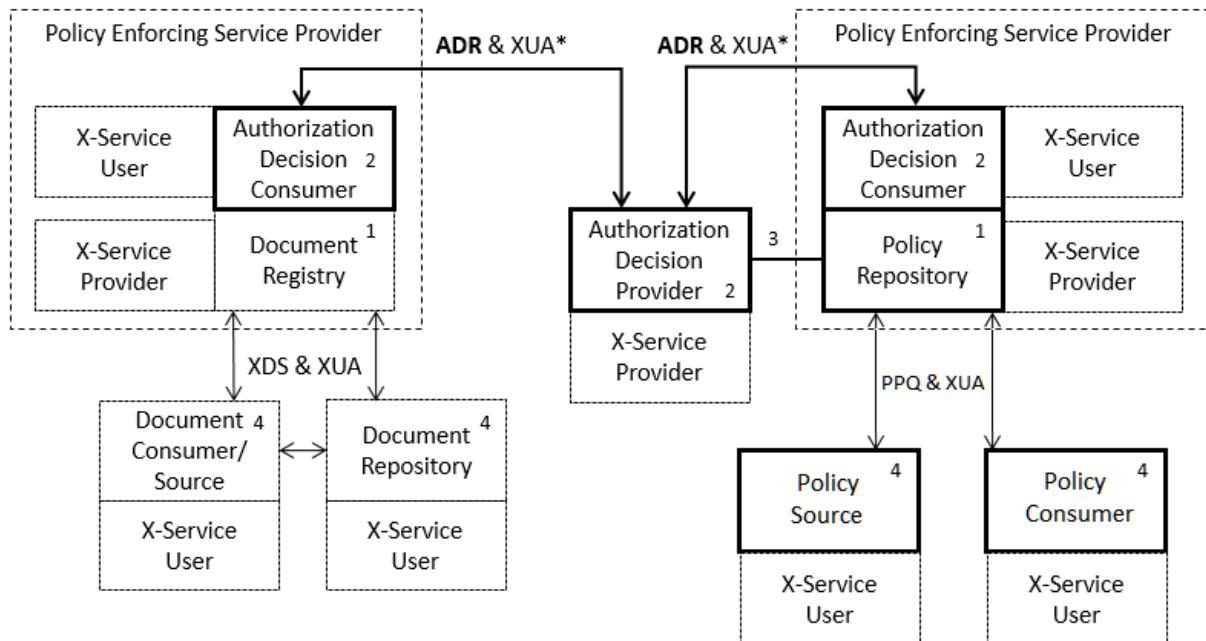 Policy Enforcing Service Provider
ADR & XUA*
ADR & XUA*
Policy Enforcing Service Provider
X-Service
User
Authorization
Decision 2
Consumer
Authorization
Decision 2
Consumer
X-Service
User
X-Service
Provider
Document 1
Registry
Authorization
Decision
Provider 2
3
Policy 1
Repository
X-Service
Provider
X-Service
Provider
XDS & XUA
PPQ & XUA
Document 4
Consumer/
Source
Document 4
Repository
Policy 4
Source
Policy 4
Consumer
X-Service
User
X-Service
User
X-Service
User
X-Service
User